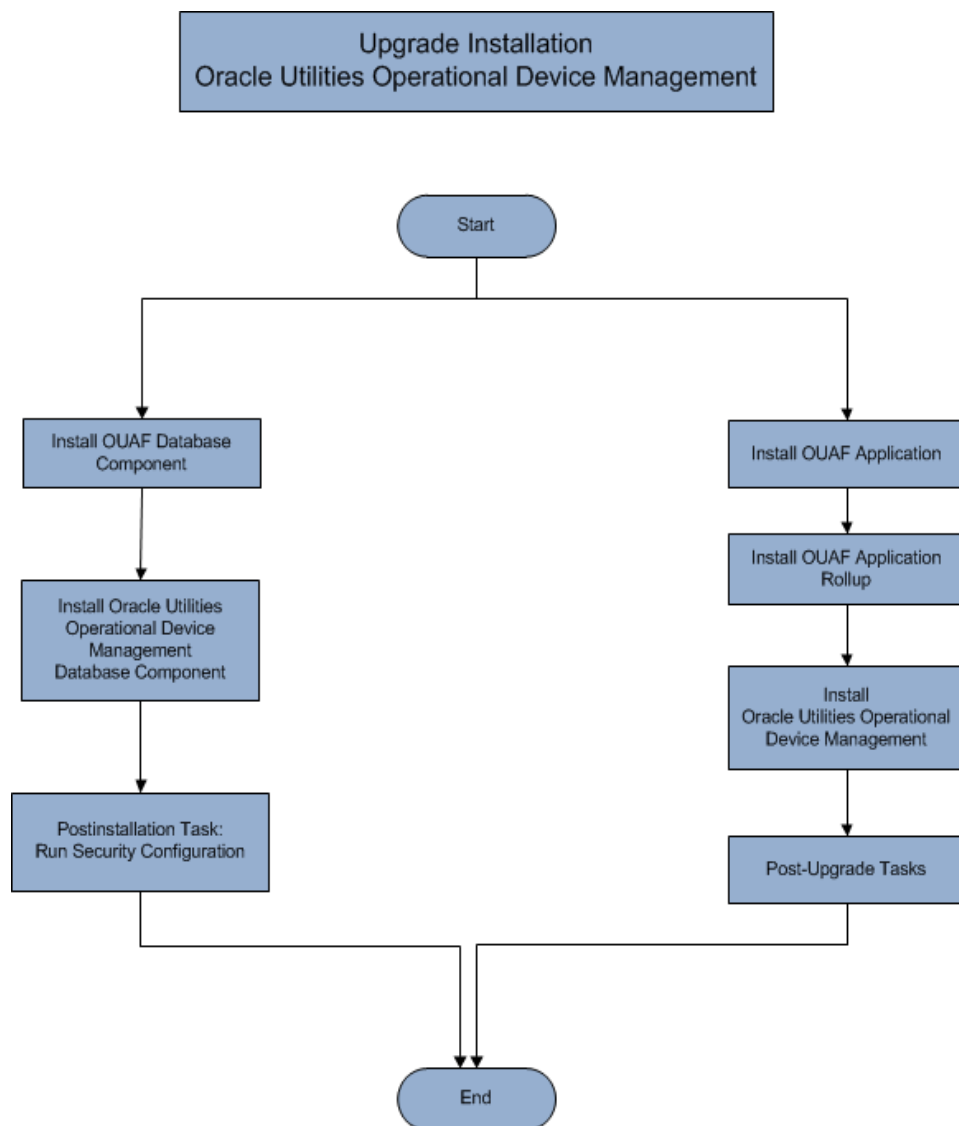 Upgrade Installation
Oracle Utilities Operational Device Management
Start
Install OUAF Database
Component
Install Oracle Utilities
Operational Device
Management
Database Component
Postinstallation Task:
Run Security Configuration
Install OUAF Application
Install OUAF Application
Rollup
Install
Oracle Utilities Operational
Device Management
Post-Upgrade Tasks
End